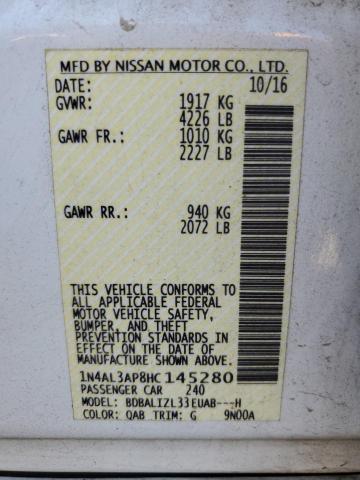 MFD BY NISSAN MOTOR CO., LTD.
DATE: 10/16
GVWR: 1917 KG
4226 LB
GAWR FR.: 1010 KG
2227 LB
GAWR RR.: 940 KG
2072 LB
THIS VEHICLE CONFORMS TO
ALL APPLICABLE FEDERAL
MOTOR VEHICLE SAFETY,
BUMPER, AND THEFT
PREVENTION STANDARDS IN
EFFECT ON THE DATE OF
MANUFACTURE SHOWN ABOVE.
1N4AL3AP8HC145280
PASSENGER CAR 240
MODEL: BDBALIZL33EUAB---H
COLOR: QAB TRIM: G 9N00A